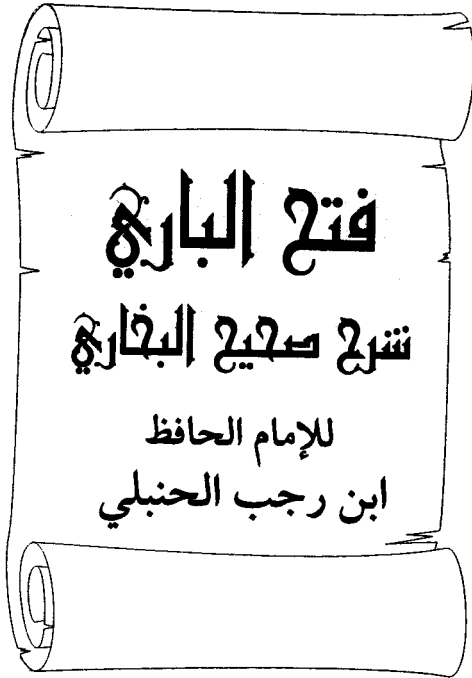 فتح الباري
شرح صحيح البخاري
للإمام الحافظ
ابن رجب الحنبلي